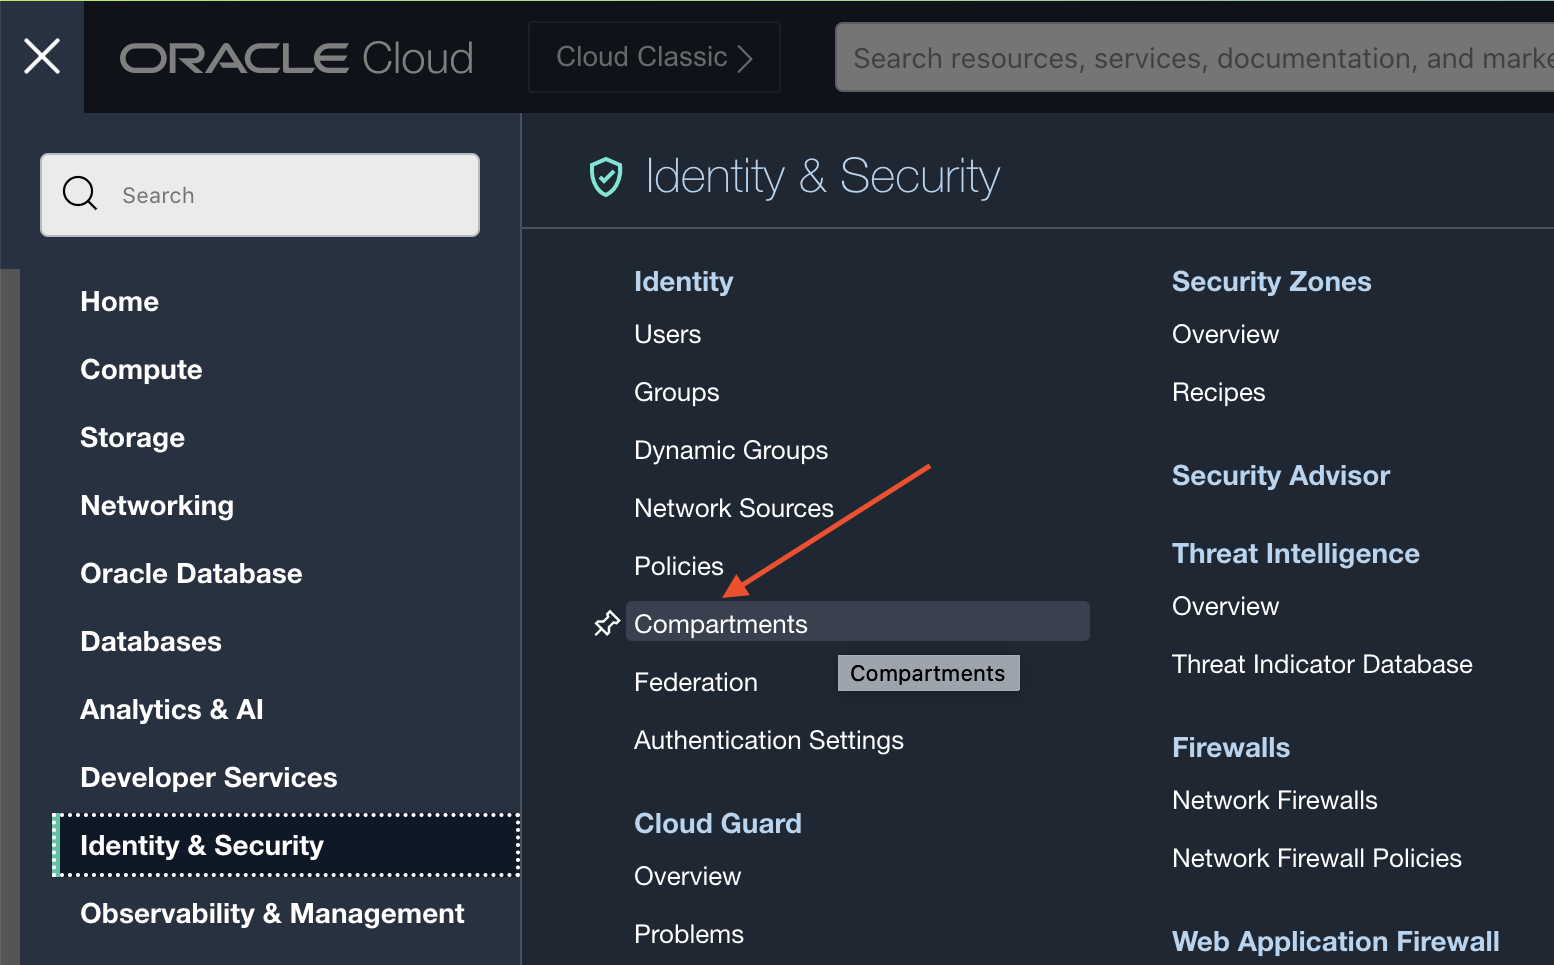 ORACLE Cloud
Cloud Classic
Search resources, services, documentation, and marke
Search
Home
Compute
Storage
Networking
Oracle Database
Databases
Analytics & AI
Developer Services
Identity & Security
Observability & Management
Identity & Security
Identity
Users
Groups
Dynamic Groups
Network Sources
Policies
Compartments
Compartments
Federation
Authentication Settings
Cloud Guard
Overview
Problems
Security Zones
Overview
Recipes
Security Advisor
Threat Intelligence
Overview
Threat Indicator Database
Firewalls
Network Firewalls
Network Firewall Policies
Web Application Firewall